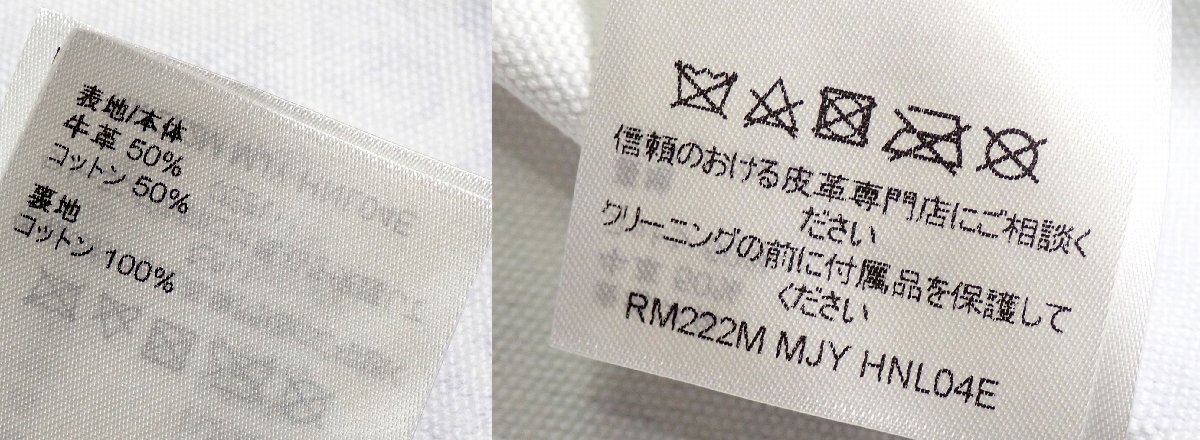 表地/本体
牛革 50%
コットン 50%
裏地
コットン 100%
信頼のおける皮革専門店にご相談く
ださい
クリーニングの前に付属品を保護して
ください
RM222M MJY HNL04E